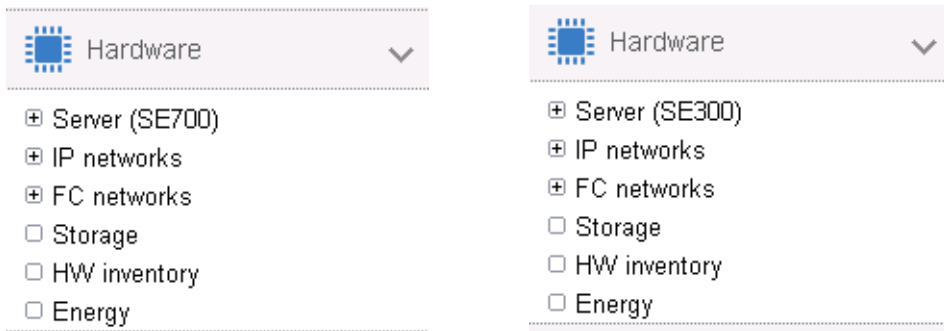 Hardware
Server (SE700)
IP networks
FC networks
Storage
HW inventory
Energy
Hardware
Server (SE300)
IP networks
FC networks
Storage
HW inventory
Energy